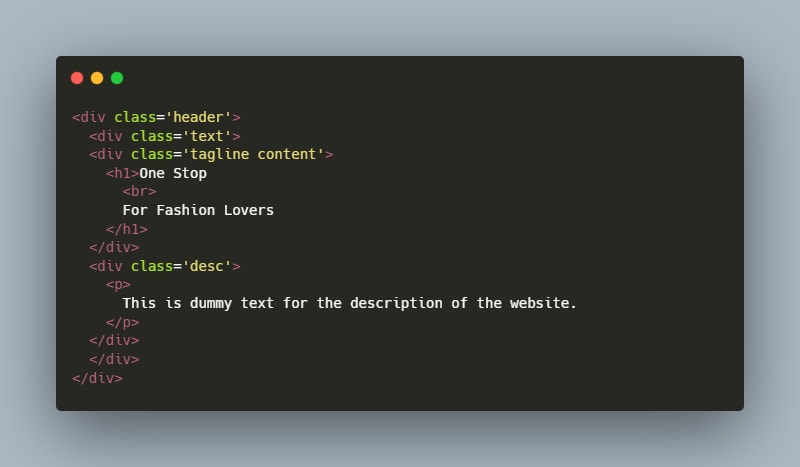 <div class='header'>
  <div class='text'>
  <div class='tagline content'>
    <h1>One Stop
      <br>
      For Fashion Lovers
    </h1>
  </div>
  <div class='desc'>
    <p>
      This is dummy text for the description of the website.
    </p>
  </div>
  </div>
</div>